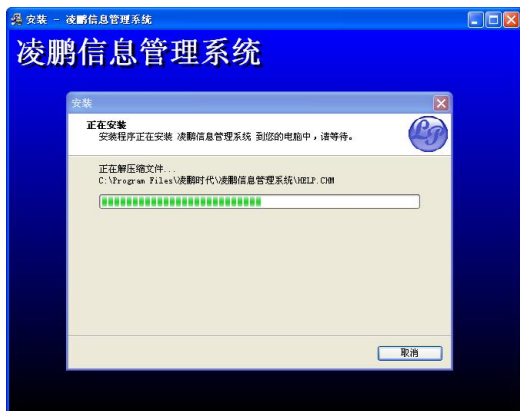 安装 - 凌鹏信息管理系统
凌鹏信息管理系统
安装
正在安装
安装程序正在安装 凌鹏信息管理系统 到您的电脑中，请等待。
LP
正在解压缩文件...
C:\Program Files\凌鹏时代\凌鹏信息管理系统\HELP.CHM
取消